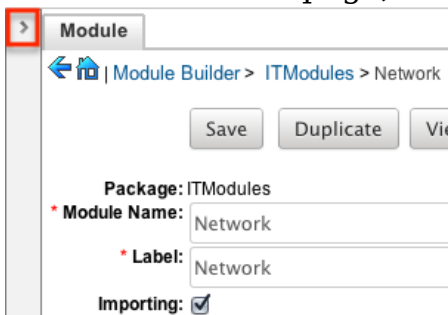 > Module
| Module Builder > ITModules > Network
Save Duplicate
Package: ITModules
* Module Name: Network
* Label: Network
Importing: